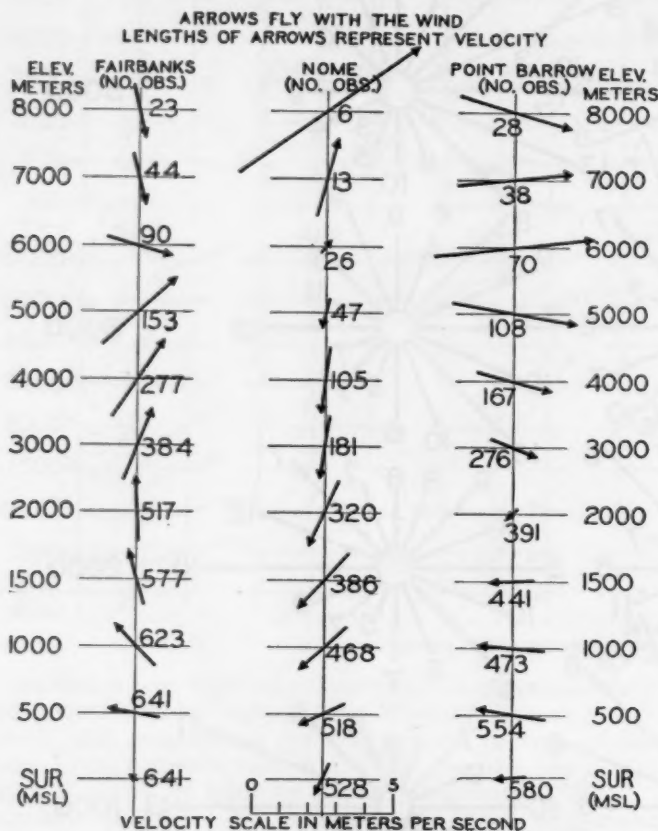 ARROWS FLY WITH THE WIND
LENGTHS OF ARROWS REPRESENT VELOCITY
ELEV. METERS FAIRBANKS (NO. OBS.) NOME (NO. OBS.) POINT BARROW (NO. OBS.) ELEV. METERS
8000 23 6 28 8000
7000 44 13 38 7000
6000 90 26 70 6000
5000 153 47 108 5000
4000 277 105 167 4000
3000 384 181 276 3000
2000 517 320 391 2000
1500 577 386 441 1500
1000 623 468 473 1000
500 641 518 554 500
SUR (MSL) 641 528 580 SUR (MSL)
0 5
VELOCITY SCALE IN METERS PER SECOND